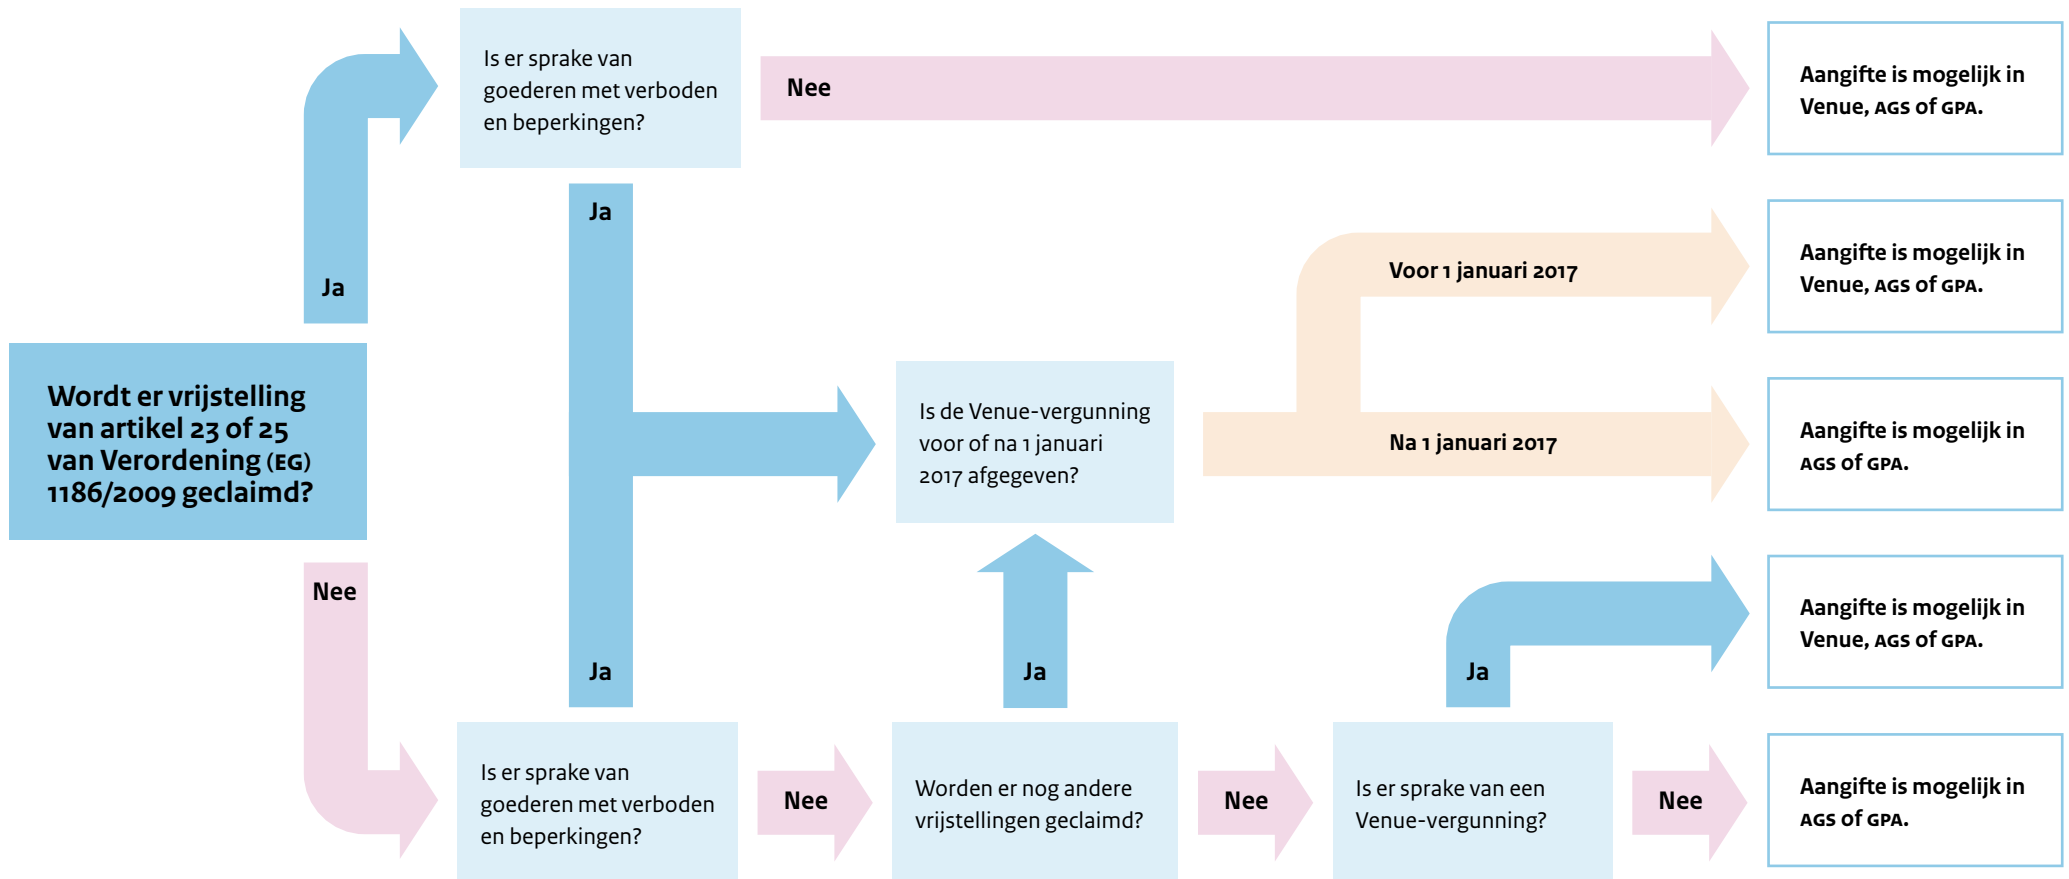 Wordt er vrijstelling
van artikel 23 of 25
van Verordening (EG)
1186/2009 geclaimd?
Ja
Is er sprake van
goederen met verboden
en beperkingen?
Nee
Aangifte is mogelijk in
Venue, AGS of GPA.
Ja
Is de Venue-vergunning
voor of na 1 januari
2017 afgegeven?
Voor 1 januari 2017
Aangifte is mogelijk in
Venue, AGS of GPA.
Na 1 januari 2017
Aangifte is mogelijk in
AGS of GPA.
Nee
Is er sprake van
goederen met verboden
en beperkingen?
Ja
Nee
Worden er nog andere
vrijstellingen geclaimd?
Ja
Nee
Is er sprake van een
Venue-vergunning?
Ja
Aangifte is mogelijk in
Venue, AGS of GPA.
Nee
Aangifte is mogelijk in
AGS of GPA.